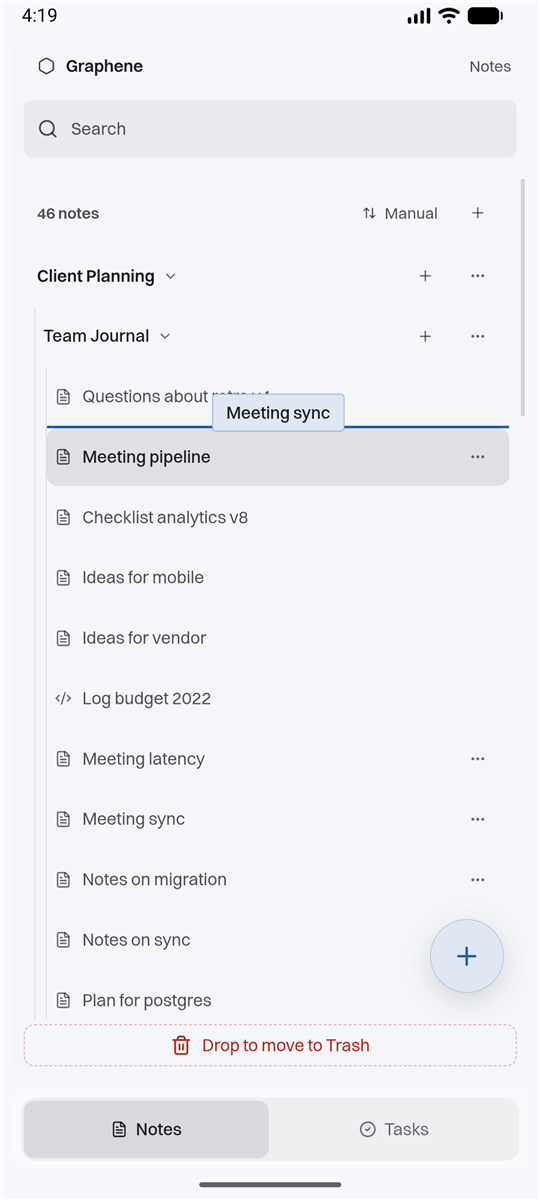 4:19
Graphene
Notes
Search
46 notes
Manual
Client Planning
Team Journal
Questions about
Meeting sync
Meeting pipeline
Checklist analytics v8
Ideas for mobile
Ideas for vendor
Log budget 2022
Meeting latency
Meeting sync
Notes on migration
Notes on sync
Plan for postgres
Drop to move to Trash
Notes
Tasks